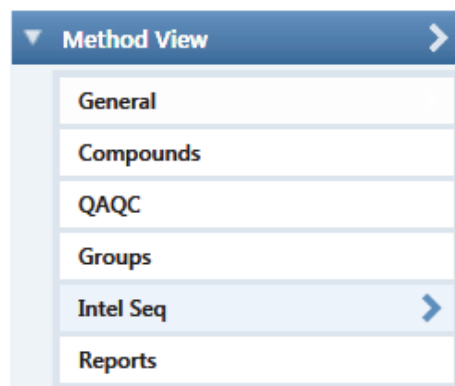 Method View
General
Compounds
QAQC
Groups
Intel Seq
Reports